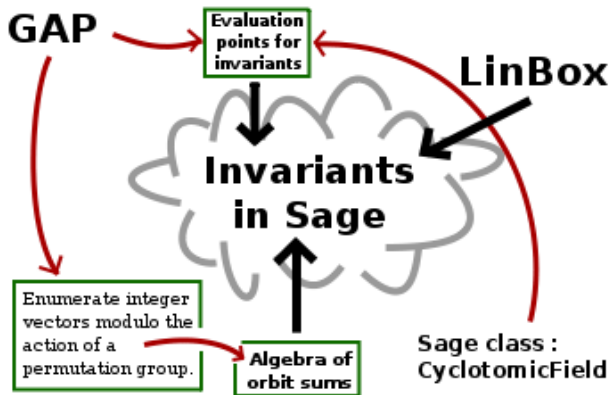 GAP
Evaluation
points for
invariants
LinBox
Invariants
in Sage
Enumerate integer
vectors modulo the
action of a
permutation group.
Algebra of
orbit sums
Sage class :
CyclotomicField